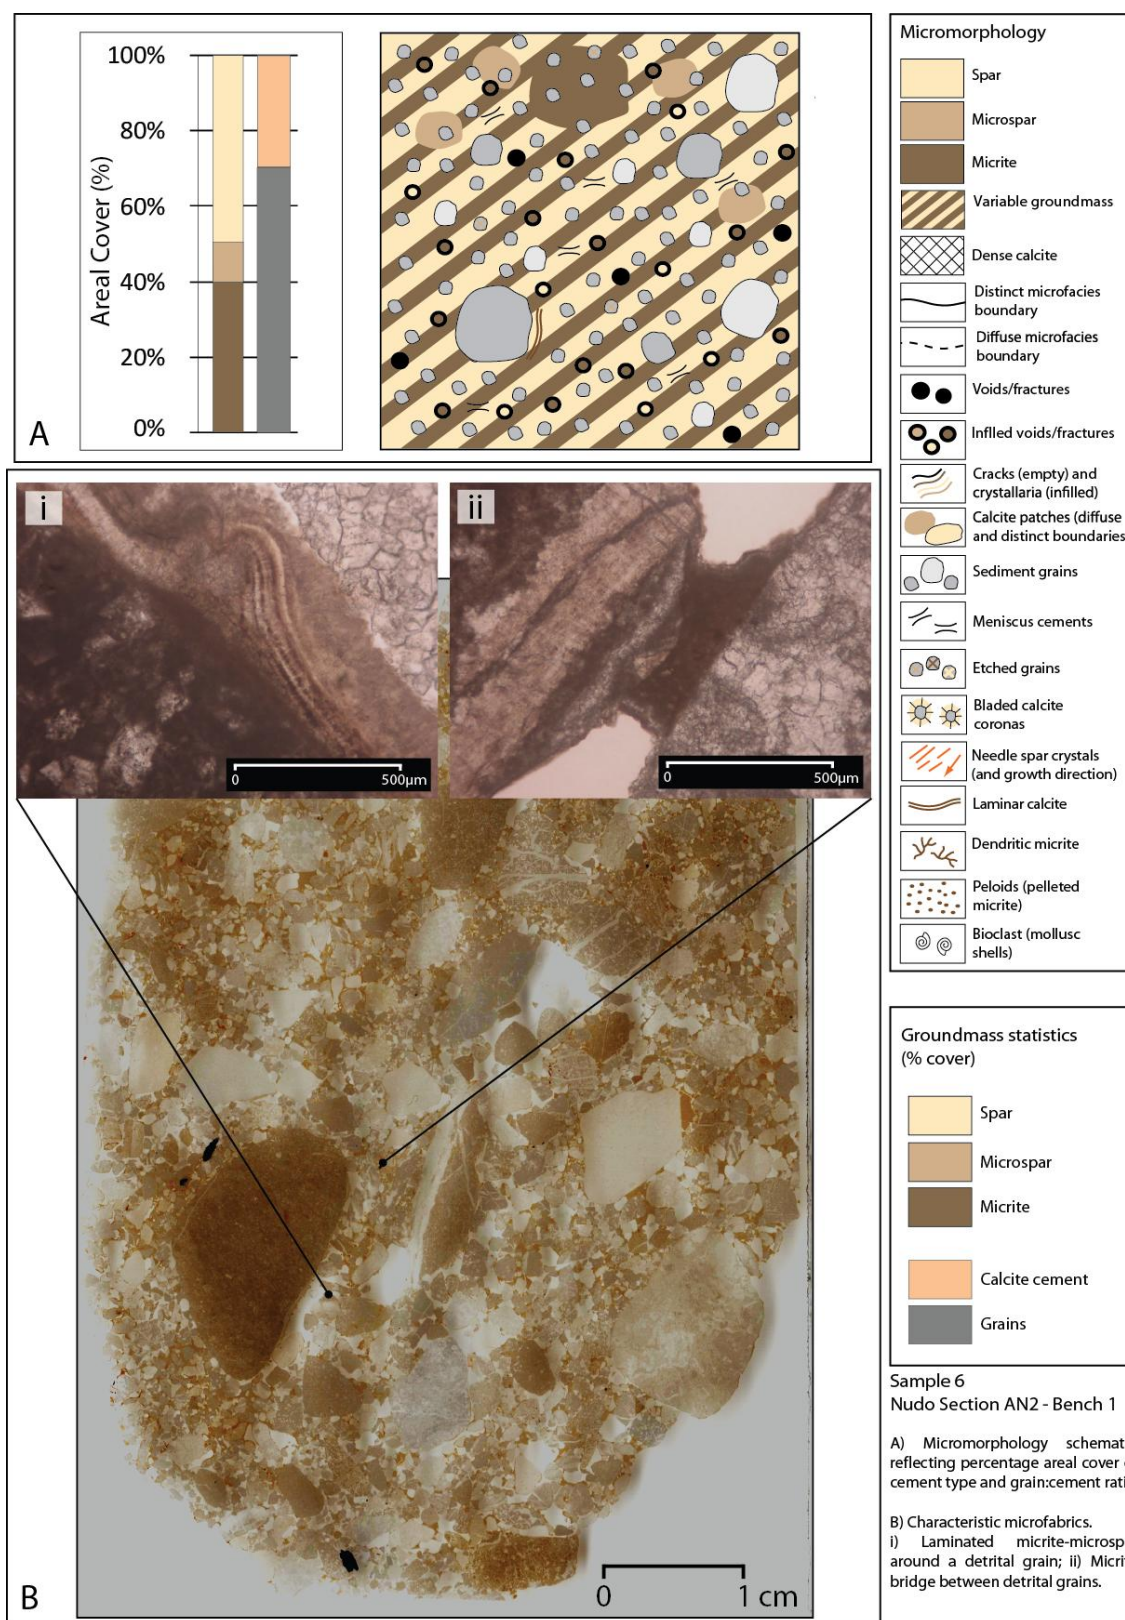 100%
80%
60%
40%
20%
0%
Areal Cover (%)
A
Micromorphology
Spar
Microspar
Micrite
Variable groundmass
Dense calcite
Distinct microfacies
boundary
Diffuse microfacies
boundary
Voids/fractures
Inflled voids/fractures
Cracks (empty) and
crystallaria (infilled)
Calcite patches (diffuse
and distinct boundaries
Sediment grains
Meniscus cements
Etched grains
Bladed calcite
coronas
Needle spar crystals
(and growth direction)
Laminar calcite
Dendritic micrite
Peloids (pelleted
micrite)
Bioclast (mollusc
shells)
i
0 500µm
ii
0 500µm
B
0 1 cm
Groundmass statistics
(% cover)
Spar
Microspar
Micrite
Calcite cement
Grains
Sample 6
Nudo Section AN2 - Bench 1
A) Micromorphology schemat
reflecting percentage areal cover
cement type and grain:cement rati
B) Characteristic microfabrics.
i) Laminated micrite-microsp
around a detrital grain; ii) Micrit
bridge between detrital grains.